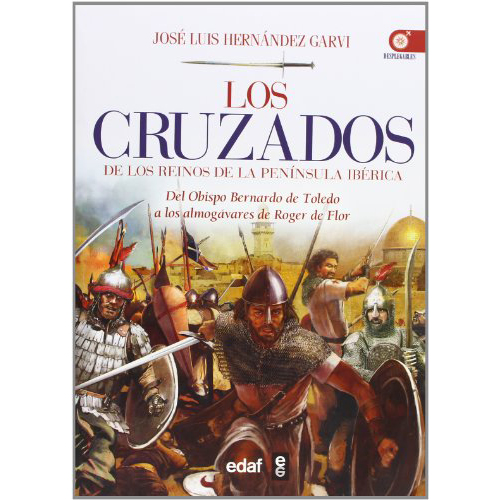 JOSÉ LUIS HERNÁNDEZ GARVI
DESPLEGABLES
LOS
CRUZADOS
DE LOS REINOS DE LA PENÍNSULA IBÉRICA
Del Obispo Bernardo de Toledo
a los almogávares de Roger de Flor
edaf